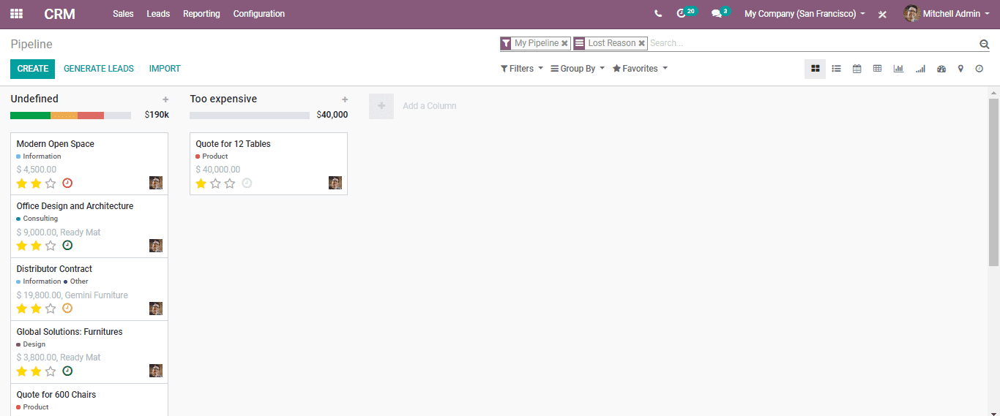 CRM Sales Leads Reporting Configuration 20 3 My Company (San Francisco) Mitchell Admin
Pipeline My Pipeline Lost Reason Search...
CREATE GENERATE LEADS IMPORT Filters Group By Favorites
Undefined
$190k
Modern Open Space
Information
$ 4,500.00
Office Design and Architecture
Consulting
$ 9,000.00, Ready Mat
Distributor Contract
Information Other
$ 19,800.00, Gemini Furniture
Global Solutions: Furnitures
Design
$ 3,800.00, Ready Mat
Quote for 600 Chairs
Product
Too expensive
$40,000
Quote for 12 Tables
Product
$ 40,000.00
Add a Column